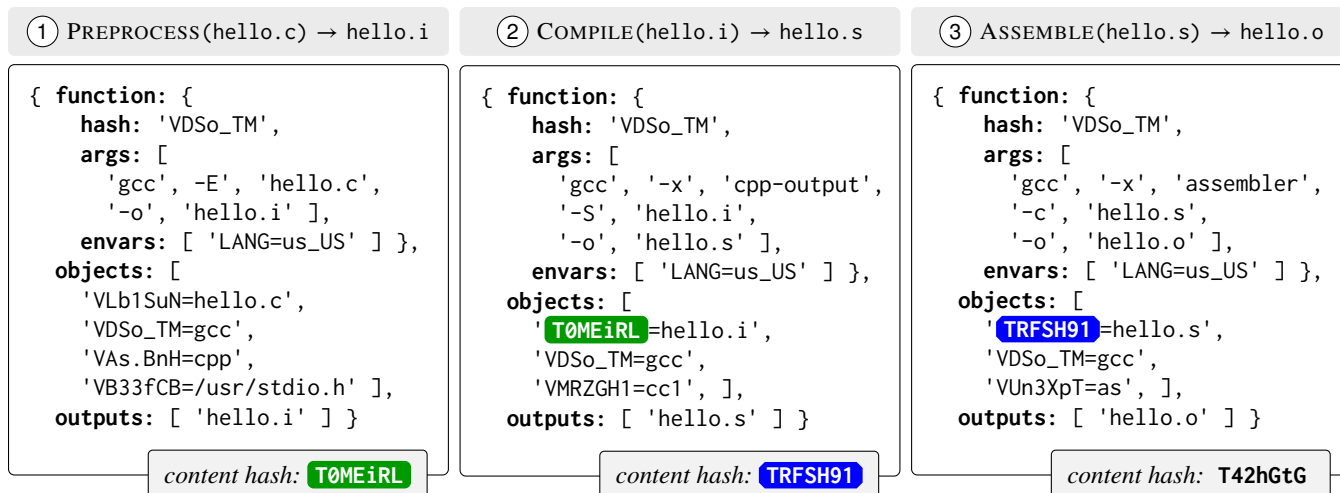 1 PREPROCESS(hello.c) → hello.i
{ function: {
hash: 'VDSo_TM',
args: [
'gcc', -E', 'hello.c',
'-o', 'hello.i' ],
envars: [ 'LANG=us_US' ] },
objects: [
'VLb1SuN=hello.c',
'VDSo_TM=gcc',
'VAs.BnH=cpp',
'VB33fCB=/usr/stdio.h' ],
outputs: [ 'hello.i' ] }
content hash: T0MEiRL
2 COMPILE(hello.i) → hello.s
{ function: {
hash: 'VDSo_TM',
args: [
'gcc', '-x', 'cpp-output',
'-S', 'hello.i',
'-o', 'hello.s' ],
envars: [ 'LANG=us_US' ] },
objects: [
'T0MEiRL=hello.i',
'VDSo_TM=gcc',
'VMRZGH1=cc1', ],
outputs: [ 'hello.s' ] }
content hash: TRFSH91
3 ASSEMBLE(hello.s) → hello.o
{ function: {
hash: 'VDSo_TM',
args: [
'gcc', '-x', 'assembler',
'-c', 'hello.s',
'-o', 'hello.o' ],
envars: [ 'LANG=us_US' ] },
objects: [
'TRFSH91=hello.s',
'VDSo_TM=gcc',
'VUn3XpT=as', ],
outputs: [ 'hello.o' ] }
content hash: T42hGtG